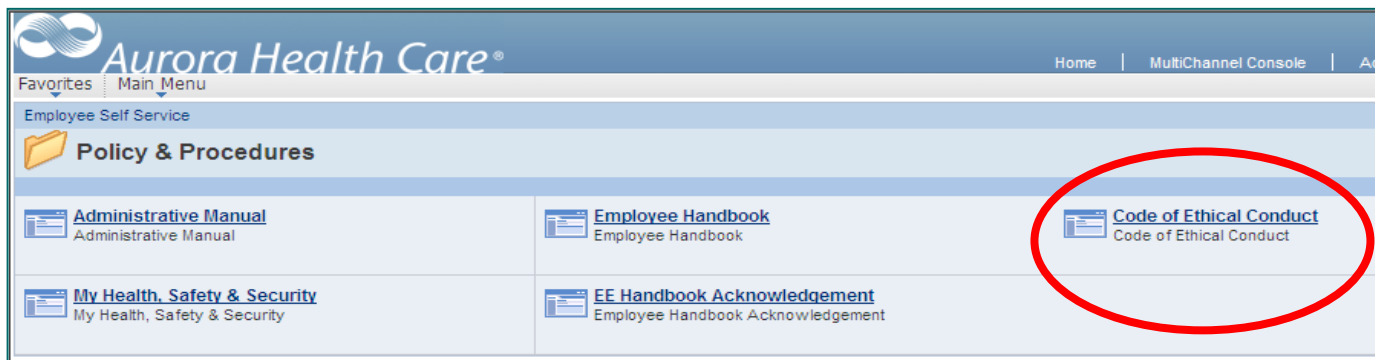 Aurora Health Care®
Home | MultiChannel Console |
Favorites Main Menu
Employee Self Service
Policy & Procedures
Administrative Manual
Administrative Manual
Employee Handbook
Employee Handbook
Code of Ethical Conduct
Code of Ethical Conduct
My Health, Safety & Security
My Health, Safety & Security
EE Handbook Acknowledgement
Employee Handbook Acknowledgement